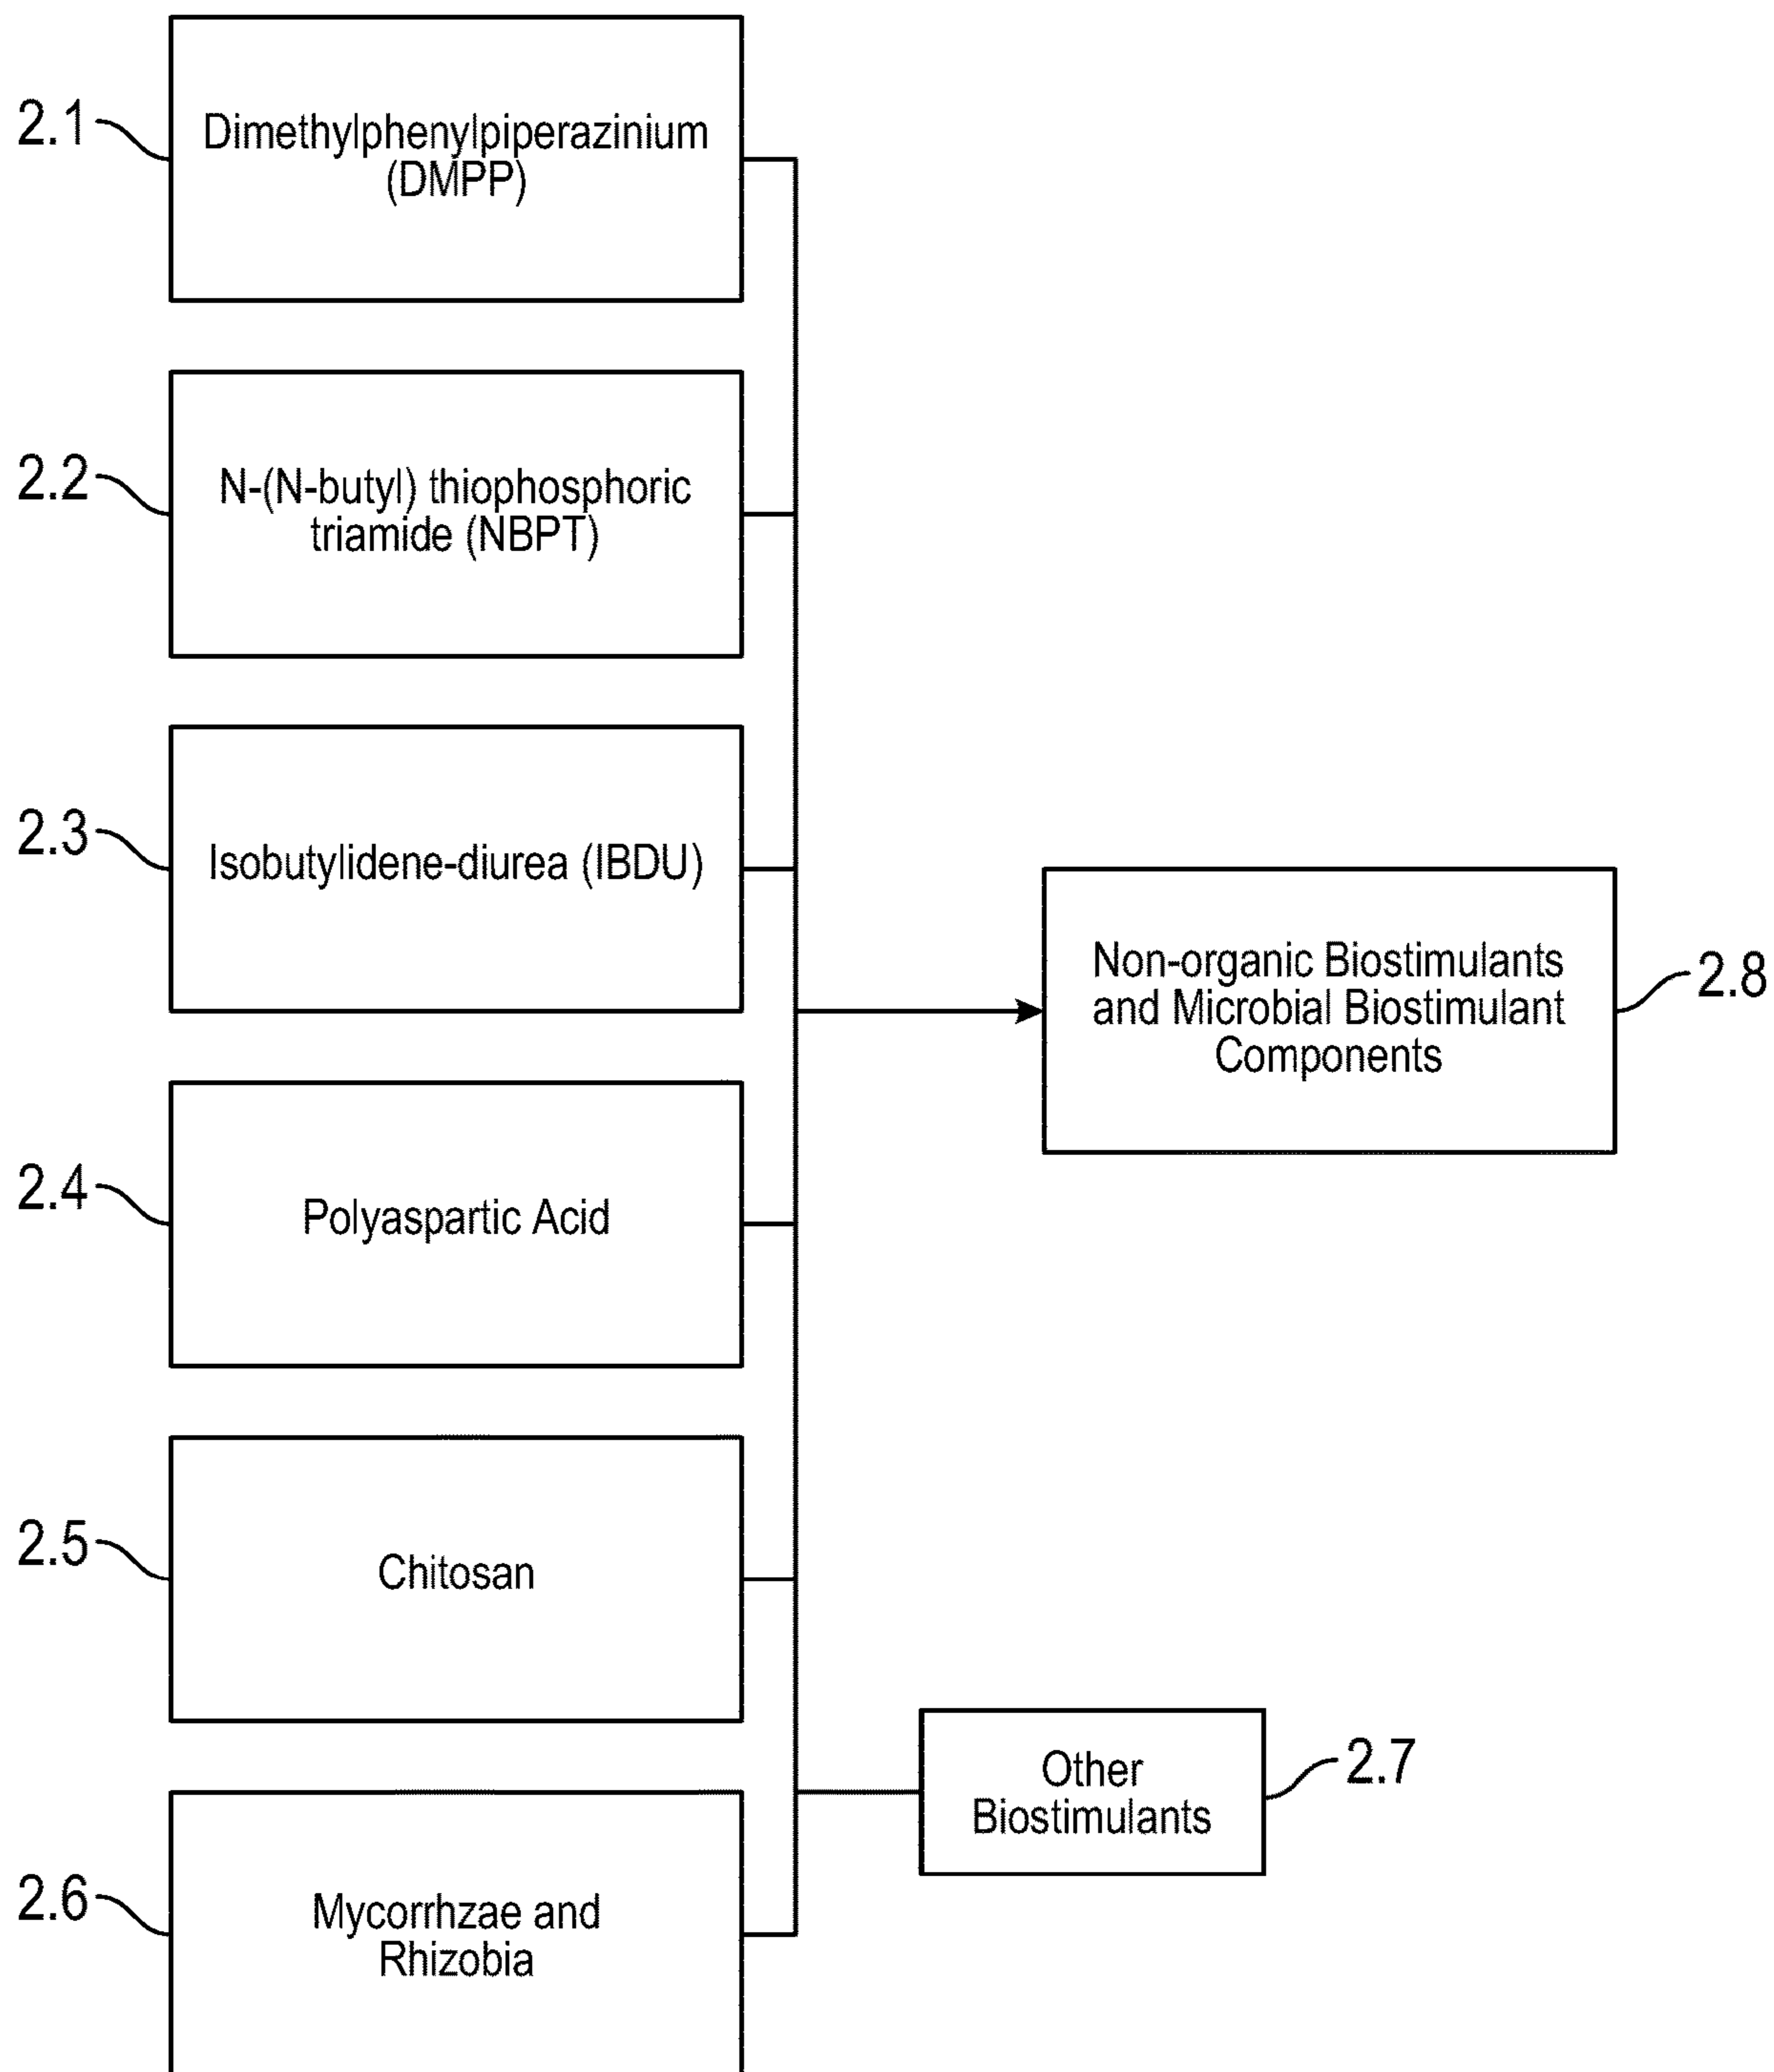 2.1
Dimethylphenylpiperazinium
(DMPP)
2.2
N-(N-butyl) thiophosphoric
triamide (NBPT)
2.3
Isobutylidene-diurea (IBDU)
Non-organic Biostimulants
and Microbial Biostimulant
Components
2.8
2.4
Polyaspartic Acid
2.5
Chitosan
Other
Biostimulants
2.7
2.6
Mycorrhzae and
Rhizobia